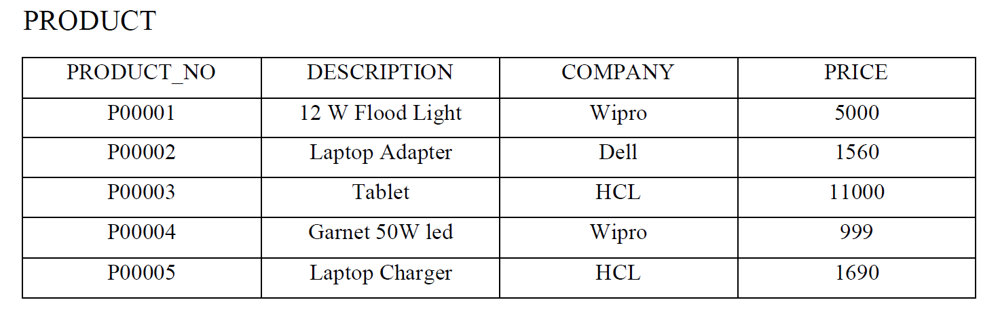 PRODUCT
PRODUCT_NO DESCRIPTION COMPANY PRICE
P00001 12 W Flood Light Wipro 5000
P00002 Laptop Adapter Dell 1560
P00003 Tablet HCL 11000
P00004 Garnet 50W led Wipro 999
P00005 Laptop Charger HCL 1690